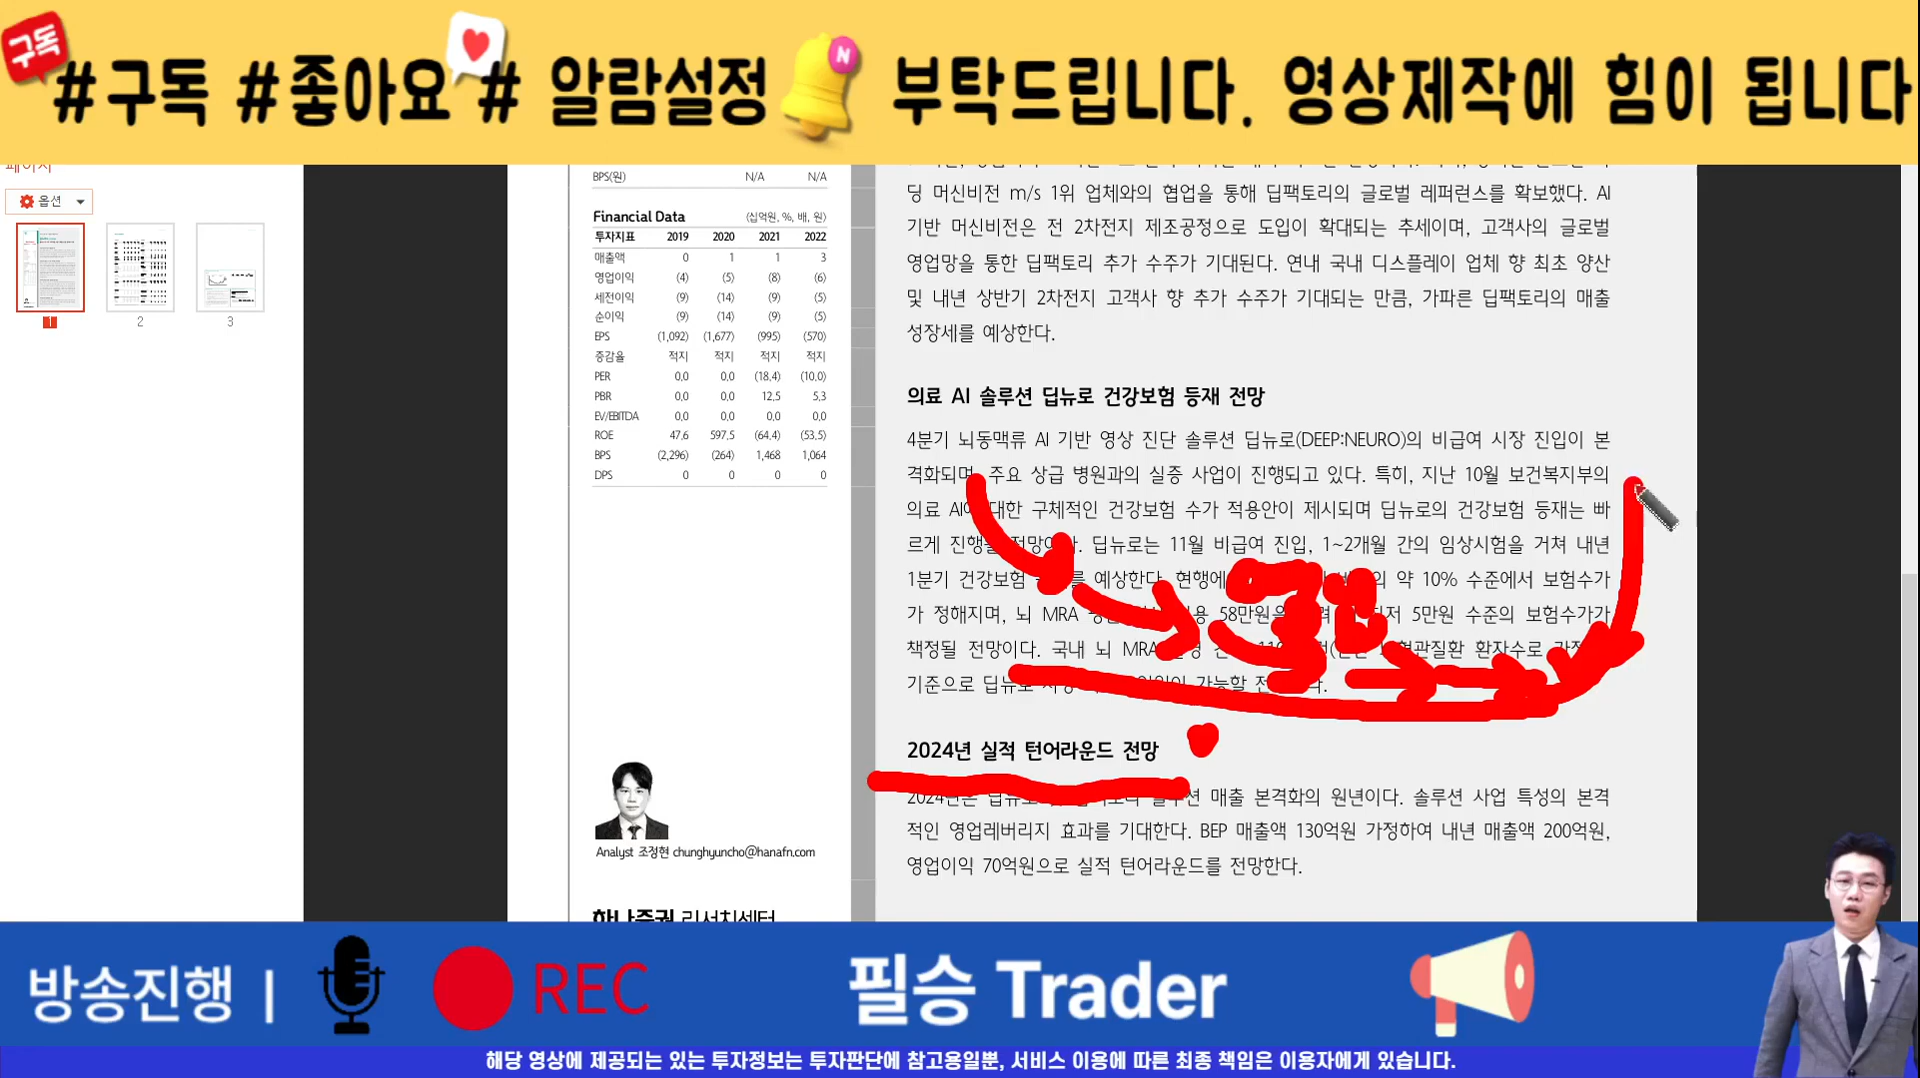 구독
#구독 #좋아요 # 알람설정 N 부탁드립니다. 영상제작에 힘이 됩니다
페이지
옵션
1
2
3
BPS(원) N/A N/A
Financial Data (십억원, %, 배, 원)
투자지표 2019 2020 2021 2022
매출액 0 1 1 3
영업이익 (4) (5) (8) (6)
세전이익 (9) (14) (9) (5)
순이익 (9) (14) (9) (5)
EPS (1,092) (1,677) (995) (570)
증감율 적지 적지 적지 적지
PER 0.0 0.0 (18.4) (10.0)
PBR 0.0 0.0 12.5 5.3
EV/EBITDA 0.0 0.0 0.0 0.0
ROE 47.6 597.5 (64.4) (53.5)
BPS (2,296) (264) 1,468 1,064
DPS 0 0 0 0
Analyst 조정현 chunghyuncho@hanafn.com
하나증권 리서치센터
딩 머신비전 m/s 1위 업체와의 협업을 통해 딥팩토리의 글로벌 레퍼런스를 확보했다. AI
기반 머신비전은 전 2차전지 제조공정으로 도입이 확대되는 추세이며, 고객사의 글로벌
영업망을 통한 딥팩토리 추가 수주가 기대된다. 연내 국내 디스플레이 업체 향 최초 양산
및 내년 상반기 2차전지 고객사 향 추가 수주가 기대되는 만큼, 가파른 딥팩토리의 매출
성장세를 예상한다.
의료 AI 솔루션 딥뉴로 건강보험 등재 전망
4분기 뇌동맥류 AI 기반 영상 진단 솔루션 딥뉴로(DEEP:NEURO)의 비급여 시장 진입이 본
격화되며, 주요 상급 병원과의 실증 사업이 진행되고 있다. 특히, 지난 10월 보건복지부의
의료 AI에 대한 구체적인 건강보험 수가 적용안이 제시되며 딥뉴로의 건강보험 등재는 빠
르게 진행될 전망이다. 딥뉴로는 11월 비급여 진입, 1~2개월 간의 임상시험을 거쳐 내년
1분기 건강보험 를 예상한다. 현행 의 약 10% 수준에서 보험수가
가 정해지며, 뇌 MRA 58만원을 5만원 수준의 보험수가가
책정될 전망이다. 국내 뇌 MRA 환자수로
기준으로 딥뉴로 가능할
2024년 실적 턴어라운드 전망
2024년은 매출 본격화의 원년이다. 솔루션 사업 특성의 본격
적인 영업레버리지 효과를 기대한다. BEP 매출액 130억원 가정하여 내년 매출액 200억원,
영업이익 70억원으로 실적 턴어라운드를 전망한다.
방송진행 | REC 필승 Trader
해당 영상에 제공되는 있는 투자정보는 투자판단에 참고용일뿐, 서비스 이용에 따른 최종 책임은 이용자에게 있습니다.